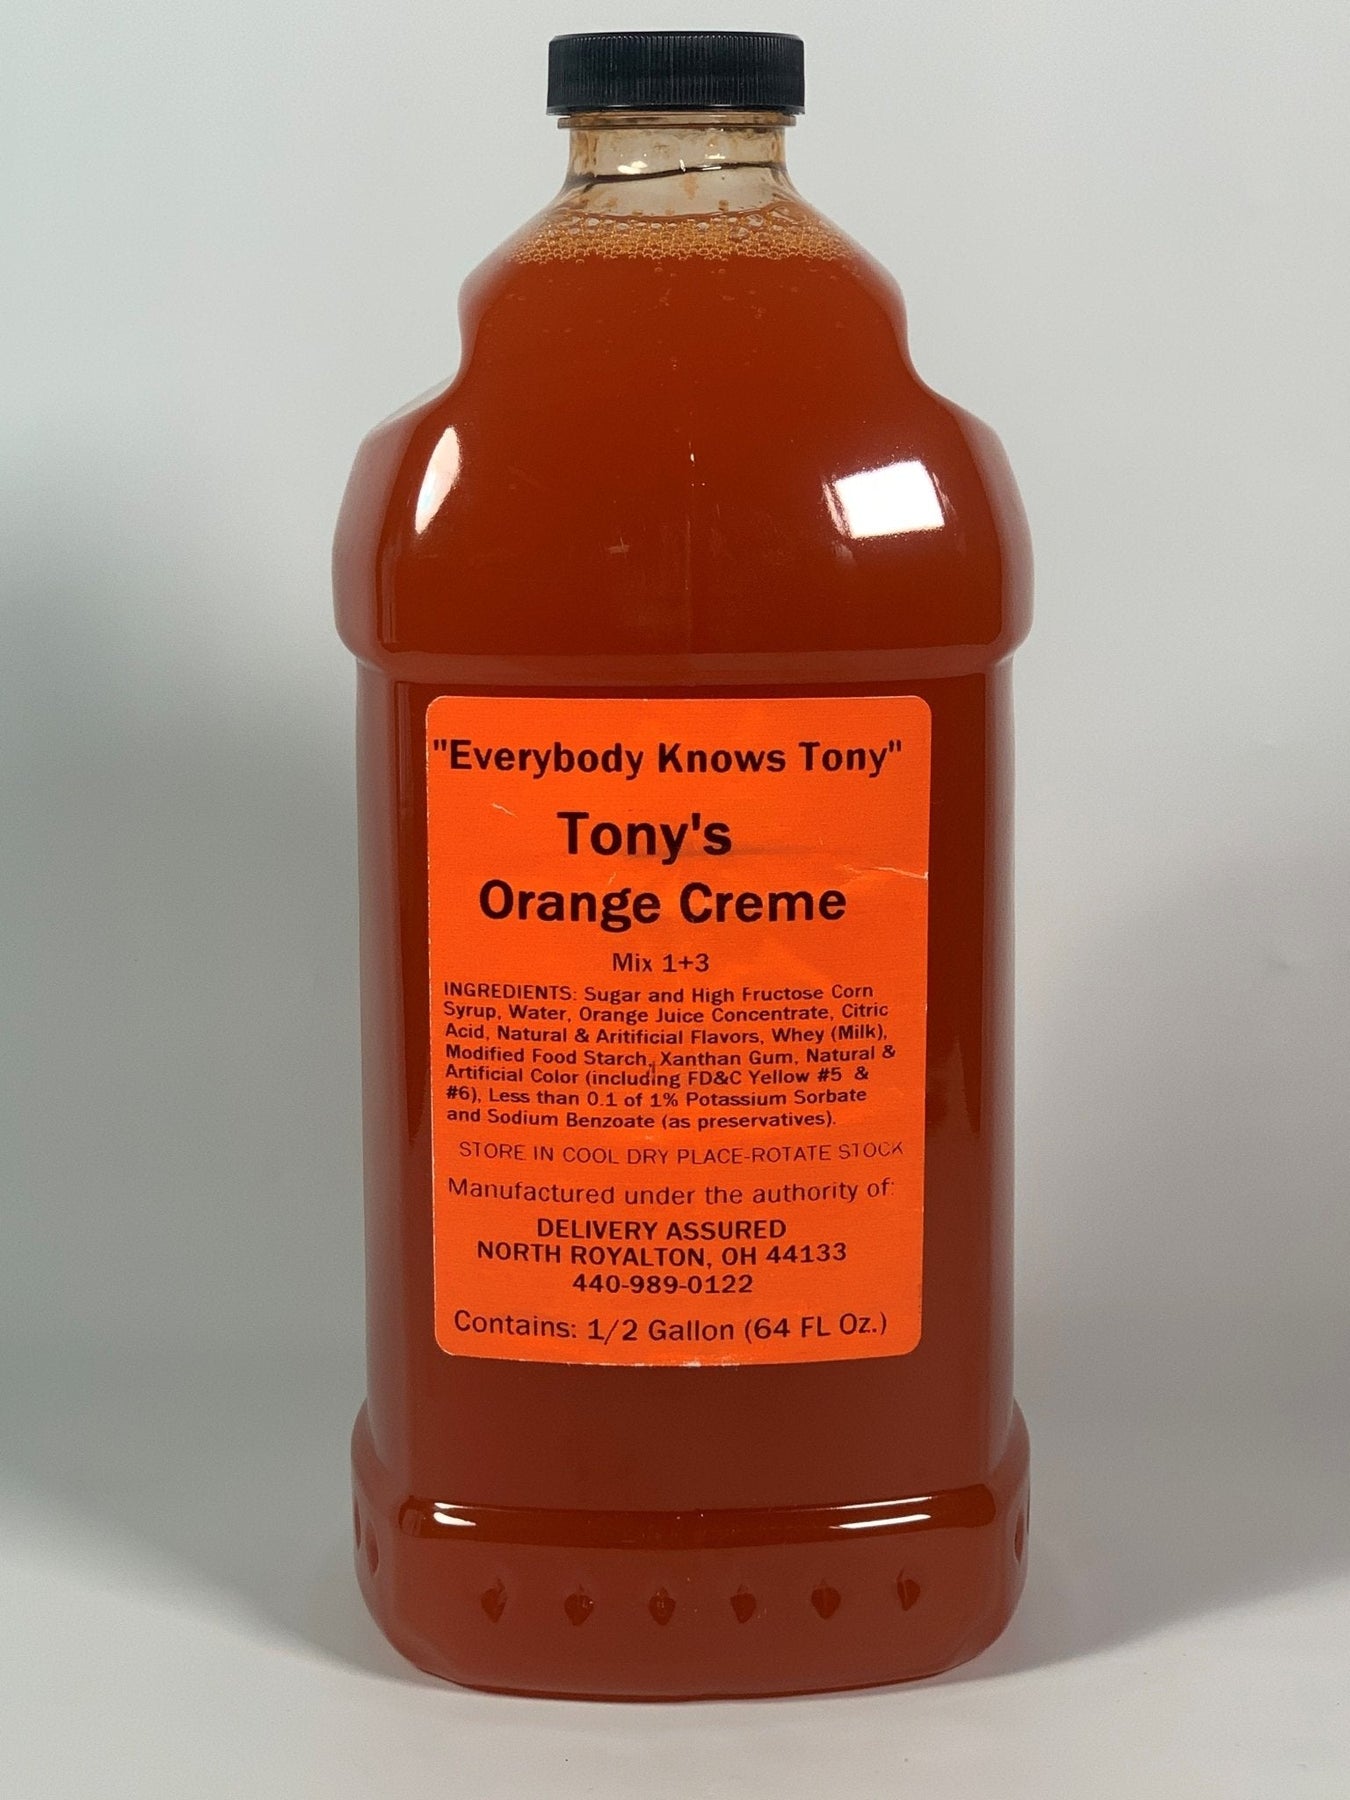 "Everybody Knows Tony"
Tony's
Orange Creme
Mix 1+3
INGREDIENTS: Sugar and High Fructose Corn
Syrup, Water, Orange Juice Concentrate, Citric
Acid, Natural & Aritificial Flavors, Whey (Milk),
Modified Food Starch, Xanthan Gum, Natural &
Artificial Color (including FD&C Yellow #5 &
#6), Less than 0.1 of 1% Potassium Sorbate
and Sodium Benzoate (as preservatives).
STORE IN COOL DRY PLACE-ROTATE STOCK
Manufactured under the authority of:
DELIVERY ASSURED
NORTH ROYALTON, OH 44133
440-989-0122
Contains: 1/2 Gallon (64 FL Oz.)